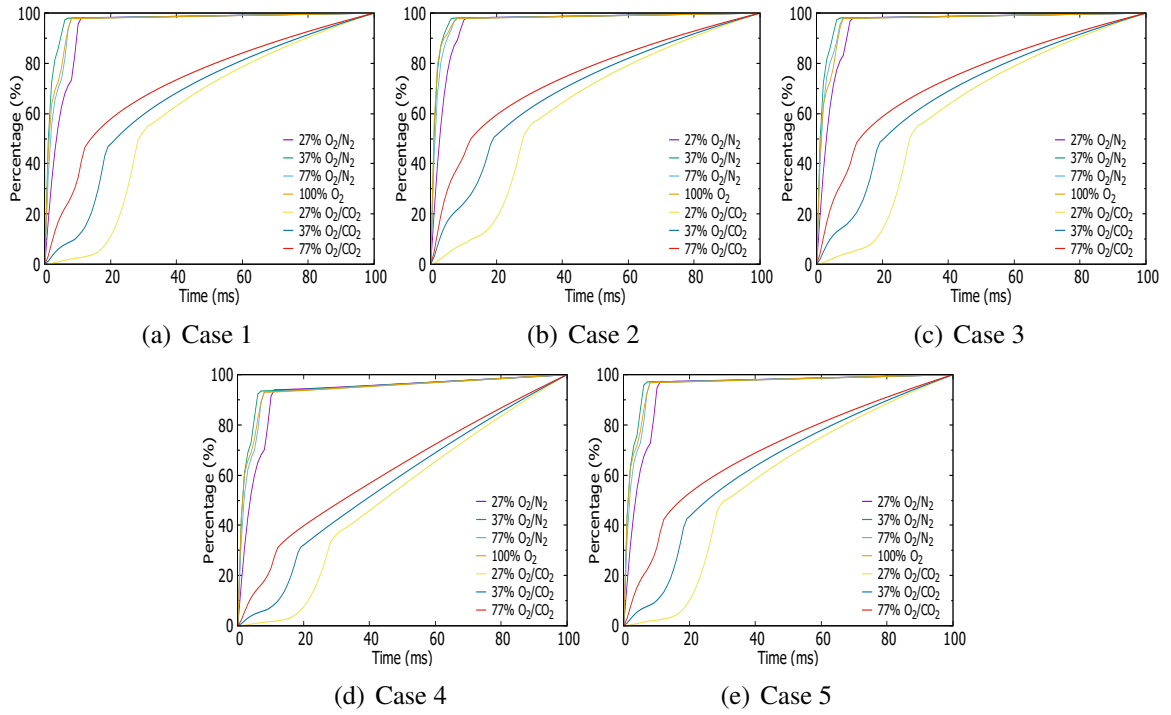 100
80
60
40
20
0
Percentage (%)
0 20 40 60 80 100
Time (ms)
27% O₂/N₂
37% O₂/N₂
77% O₂/N₂
100% O₂
27% O₂/CO₂
37% O₂/CO₂
77% O₂/CO₂
(a) Case 1
100
80
60
40
20
0
Percentage (%)
0 20 40 60 80 100
Time (ms)
27% O₂/N₂
37% O₂/N₂
77% O₂/N₂
100% O₂
27% O₂/CO₂
37% O₂/CO₂
77% O₂/CO₂
(b) Case 2
100
80
60
40
20
0
Percentage (%)
0 20 40 60 80 100
Time (ms)
27% O₂/N₂
37% O₂/N₂
77% O₂/N₂
100% O₂
27% O₂/CO₂
37% O₂/CO₂
77% O₂/CO₂
(c) Case 3
100
80
60
40
20
0
Percentage (%)
0 20 40 60 80 100
Time (ms)
27% O₂/N₂
37% O₂/N₂
77% O₂/N₂
100% O₂
27% O₂/CO₂
37% O₂/CO₂
77% O₂/CO₂
(d) Case 4
100
80
60
40
20
0
Percentage (%)
0 20 40 60 80 100
Time (ms)
27% O₂/N₂
37% O₂/N₂
77% O₂/N₂
100% O₂
27% O₂/CO₂
37% O₂/CO₂
77% O₂/CO₂
(e) Case 5